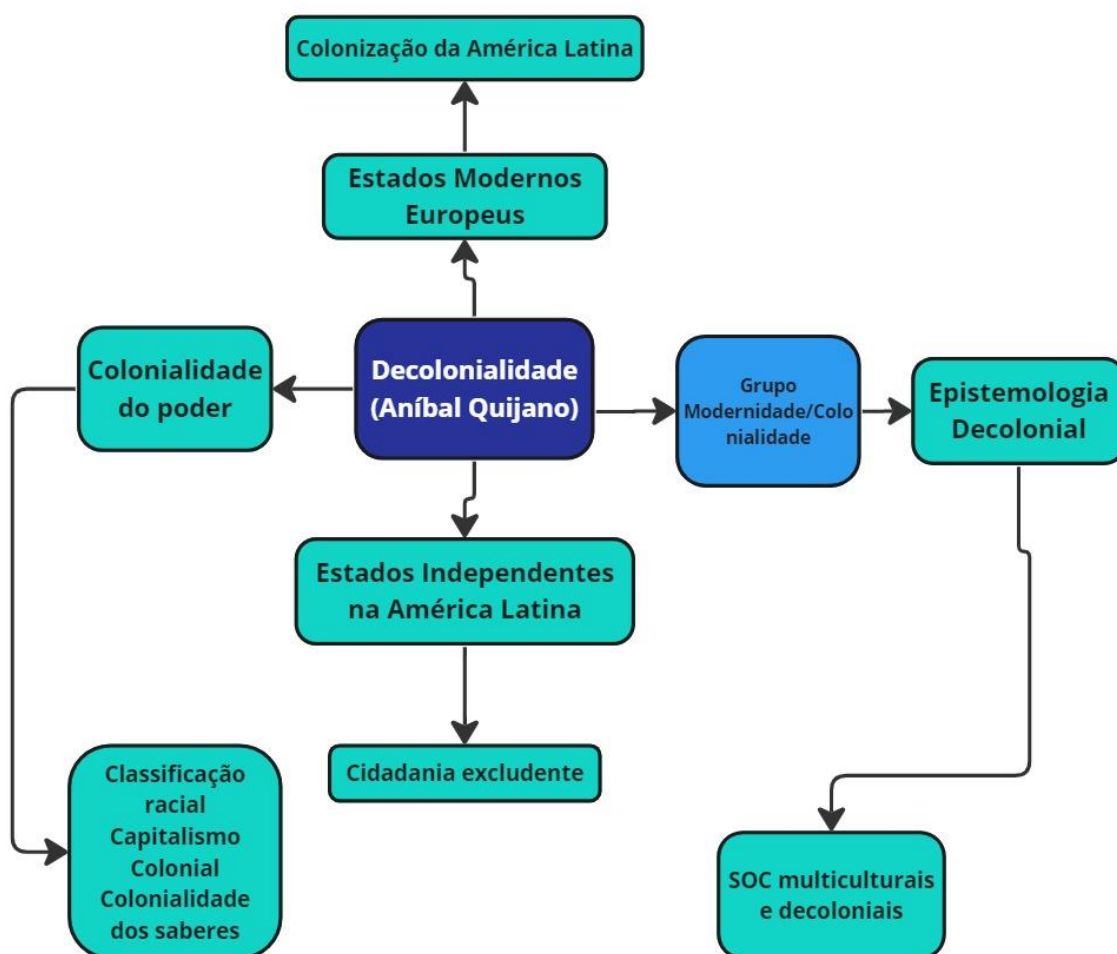 Colonização da América Latina
Estados Modernos
Europeus
Colonialidade
do poder
Decolonialidade
(Aníbal Quijano)
Grupo
Modernidade/Colo
nialidade
Epistemologia
Decolonial
Estados Independentes
na América Latina
Cidadania excludente
Classificação
racial
Capitalismo
Colonial
Colonialidade
dos saberes
SOC multiculturais
e decoloniais